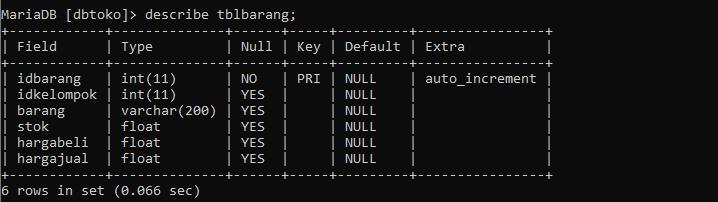 MariaDB [dbtoko]> describe tblbarang;
+------------+--------------+------+-----+---------+----------------+
| Field      | Type         | Null | Key | Default | Extra          |
+------------+--------------+------+-----+---------+----------------+
| idbarang   | int(11)      | NO   | PRI | NULL    | auto_increment |
| idkelompok | int(11)      | YES  |     | NULL    |                |
| barang     | varchar(200) | YES  |     | NULL    |                |
| stok       | float        | YES  |     | NULL    |                |
| hargabeli  | float        | YES  |     | NULL    |                |
| hargajual  | float        | YES  |     | NULL    |                |
+------------+--------------+------+-----+---------+----------------+
6 rows in set (0.066 sec)